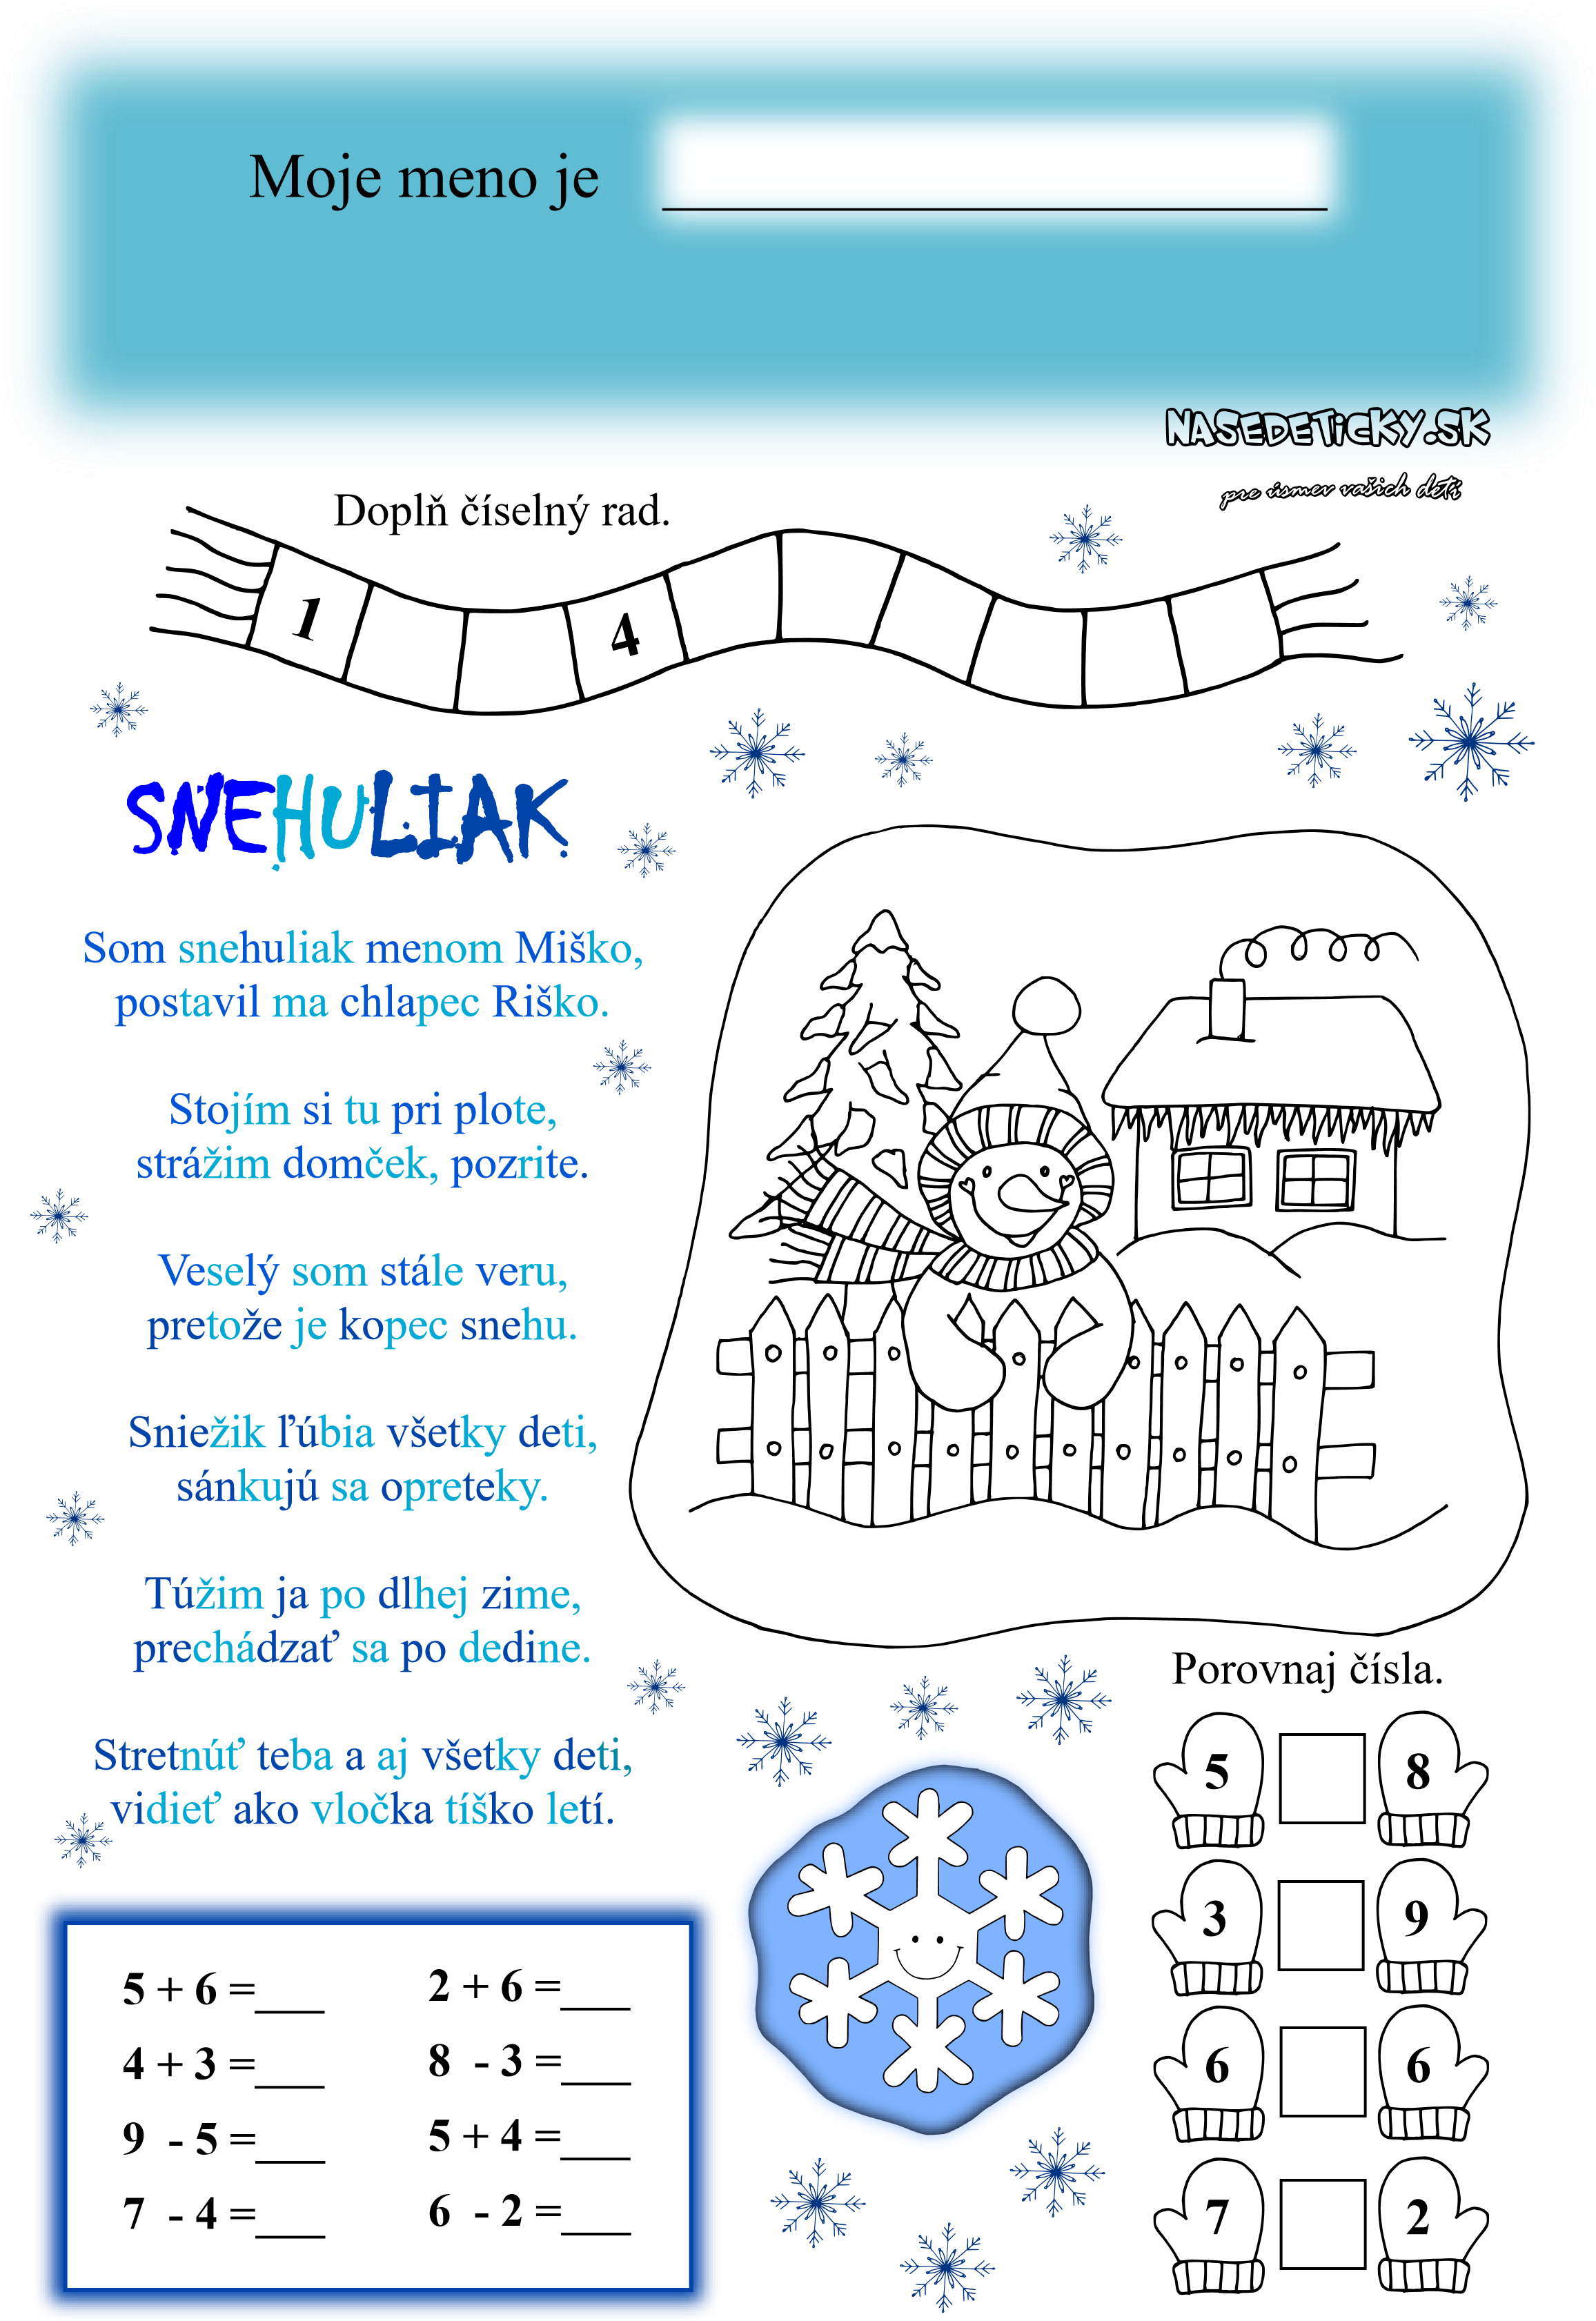 Moje meno je
NASEDETiCKY.SK
pre úsmev vašich detí
Doplň číselný rad.
1 4
SNEHULIAK
Som snehuliak menom Miško,
postavil ma chlapec Riško.
Stojím si tu pri plote,
strážim domček, pozrite.
Veselý som stále veru,
pretože je kopec snehu.
Sniežik ľúbia všetky deti,
sánkujú sa opreteky.
Túžim ja po dlhej zime,
prechádzať sa po dedine.
Stretnúť teba a aj všetky deti,
vidieť ako vločka tíško letí.
Porovnaj čísla.
5 8
3 9
6 6
7 2
5 + 6 =___
4 + 3 =___
9 - 5 =___
7 - 4 =___
2 + 6 =___
8 - 3 =___
5 + 4 =___
6 - 2 =___